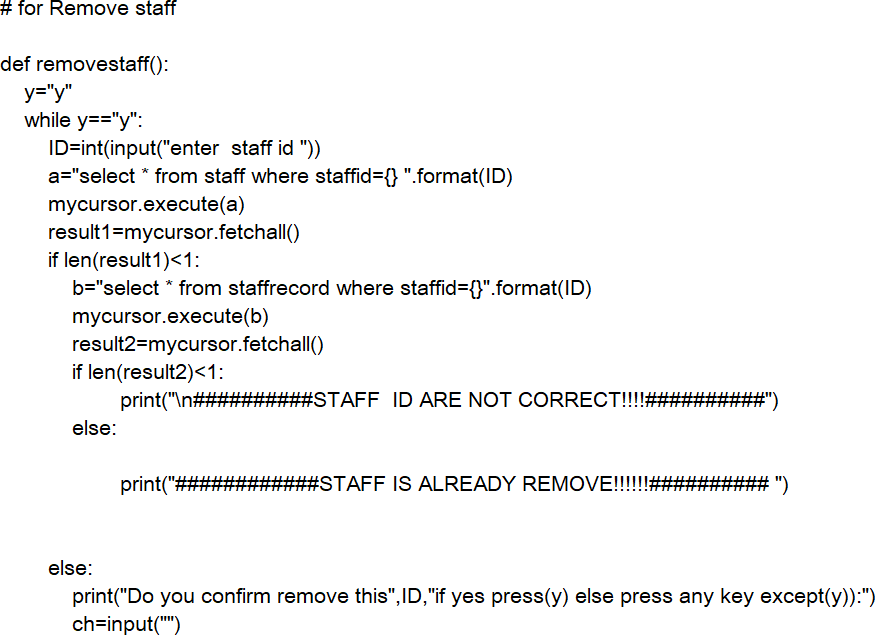 # for Remove staff
def removestaff():
    y="y"
    while y=="y":
        ID=int(input("enter  staff id "))
        a="select * from staff where staffid={} ".format(ID)
        mycursor.execute(a)
        result1=mycursor.fetchall()
        if len(result1)<1:
            b="select * from staffrecord where staffid={}".format(ID)
            mycursor.execute(b)
            result2=mycursor.fetchall()
            if len(result2)<1:
                    print("\n##########STAFF  ID ARE NOT CORRECT!!!!##########")
            else:
                    print("############STAFF IS ALREADY REMOVE!!!!!!########## ")
        else:
            print("Do you confirm remove this",ID,"if yes press(y) else press any key except(y)):")
            ch=input("")